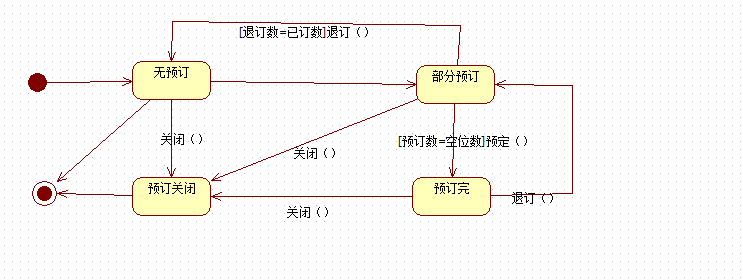 [退订数=已订数]退订（）
无预订
部分预订
关闭（）
[预订数=空位数]预定（）
关闭（）
预订关闭
预订完
退订（）
关闭（）